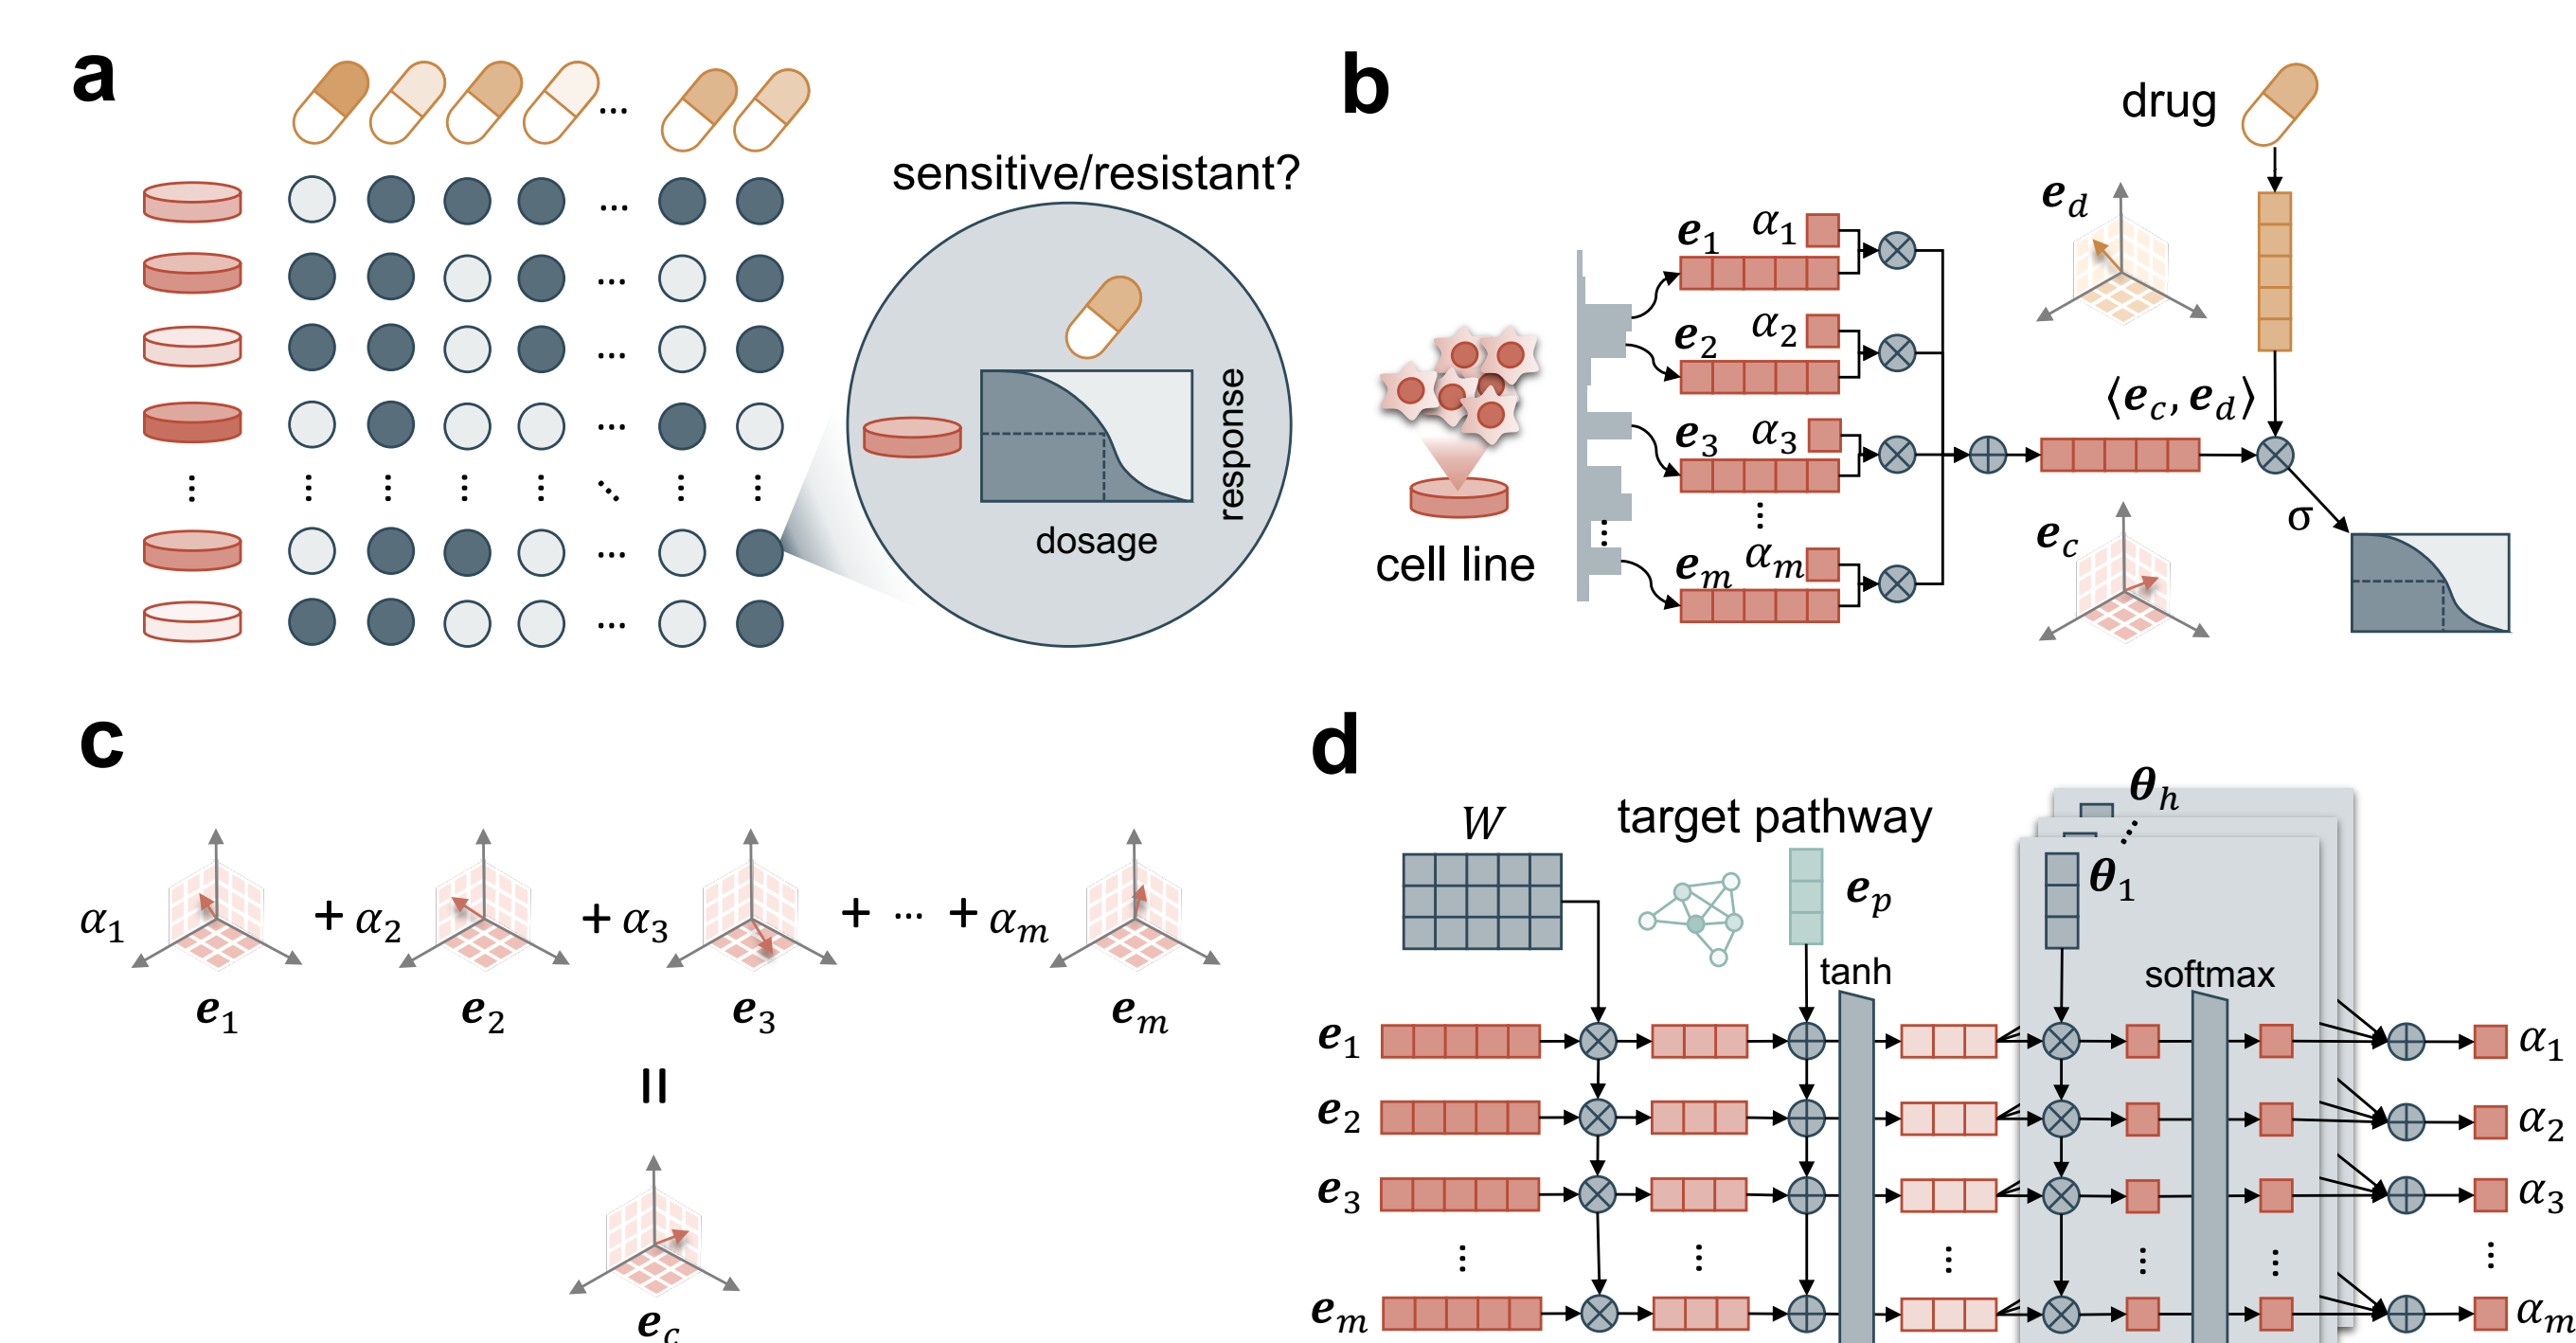 a
...
sensitive/resistant?
...
...
...
...
...
...
response
dosage
b
drug
e_d
e_1 α_1
e_2 α_2
e_3 α_3
e_m α_m
cell line
⟨e_c, e_d⟩
σ
e_c
c
α_1 + α_2 + α_3 + ... + α_m
e_1 e_2 e_3 e_m
=
e_c
d
W
target pathway
e_p
θ_h
θ_1
tanh
softmax
e_1 α_1
e_2 α_2
e_3 α_3
e_m α_m